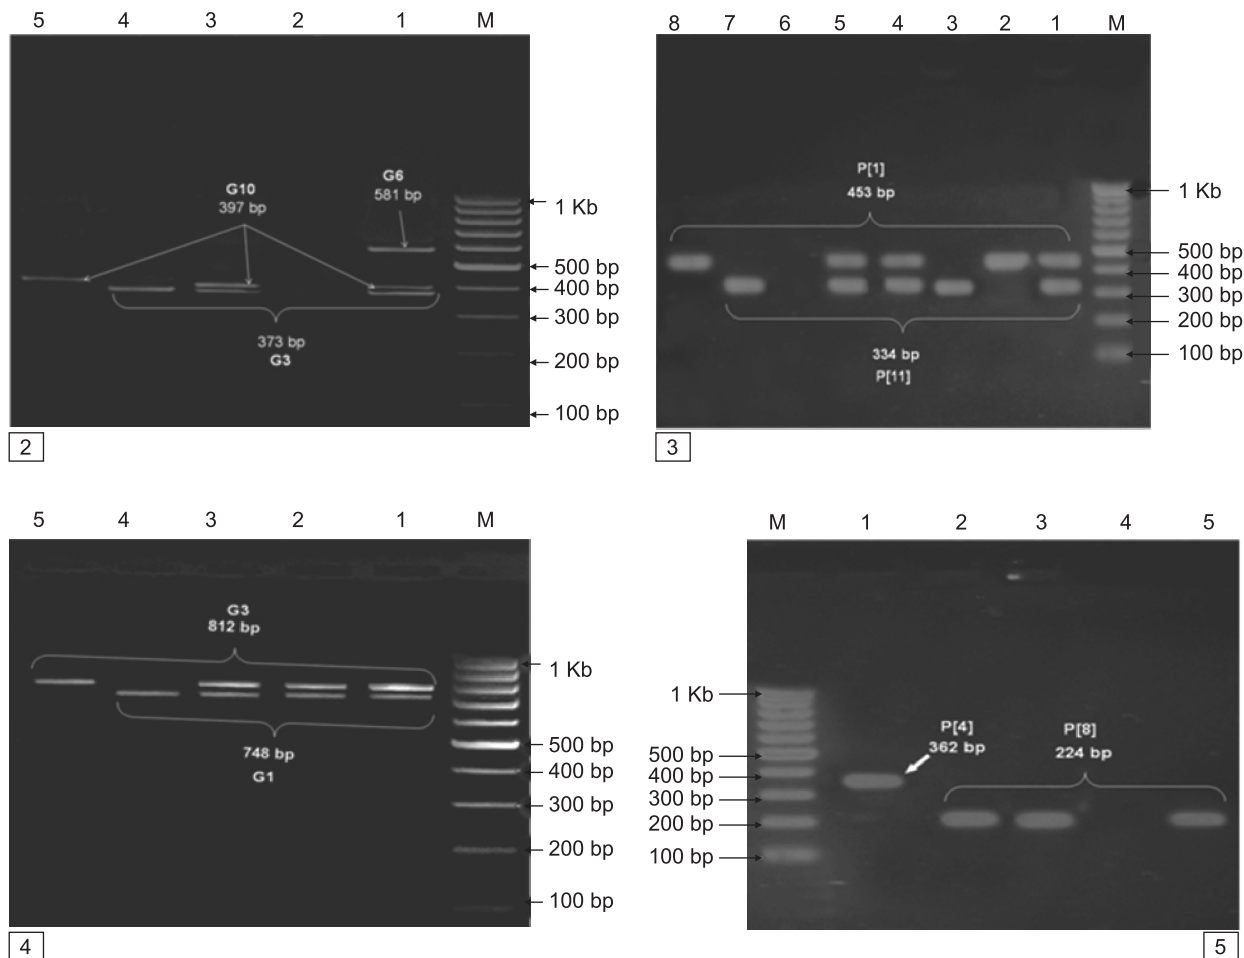 5 4 3 2 1 M
G10
397 bp
G6
581 bp
1 Kb
500 bp
400 bp
300 bp
200 bp
100 bp
373 bp
G3
2
8 7 6 5 4 3 2 1 M
P[1]
453 bp
1 Kb
500 bp
400 bp
300 bp
200 bp
100 bp
334 bp
P[11]
3
5 4 3 2 1 M
G3
812 bp
1 Kb
500 bp
400 bp
300 bp
200 bp
100 bp
748 bp
G1
4
M 1 2 3 4 5
1 Kb
500 bp
400 bp
300 bp
200 bp
100 bp
P[4]
362 bp
P[8]
224 bp
5